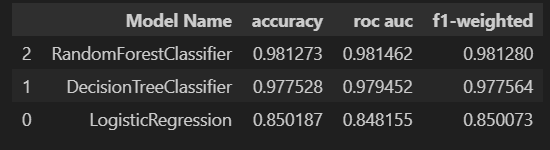 Model Name accuracy roc auc f1-weighted
2 RandomForestClassifier 0.981273 0.981462 0.981280
1 DecisionTreeClassifier 0.977528 0.979452 0.977564
0 LogisticRegression 0.850187 0.848155 0.850073